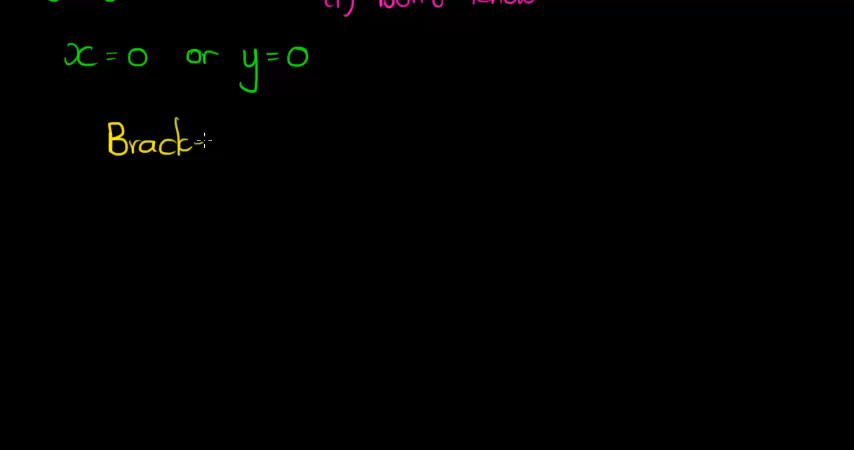 x = 0 or y = 0
Brack